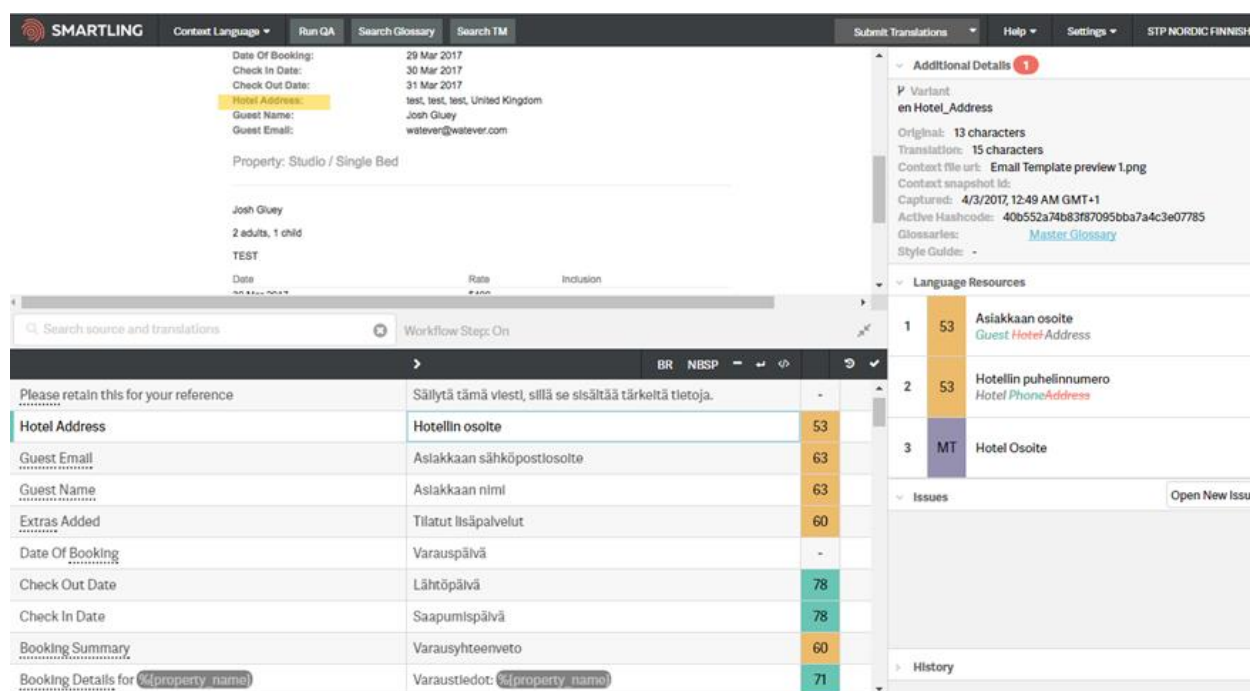 SMARTLING Context Language Run QA Search Glossary Search TM Submit Translations Help Settings STP NORDIC FINNISH
Date Of Booking: 29 Mar 2017
Check In Date: 30 Mar 2017
Check Out Date: 31 Mar 2017
Hotel Address: test, test, test, United Kingdom
Guest Name: Josh Gluey
Guest Email: watever@watever.com
Property: Studio / Single Bed
Josh Gluey
2 adults, 1 child
TEST
Date Rate Inclusion
30 Mar 2017 $400
Search source and translations Workflow Step: On
BR NBSP
Please retain this for your reference Säilytä tämä viesti, sillä se sisältää tärkeitä tietoja. -
Hotel Address Hotellin osoite 53
Guest Email Asiakkaan sähköpostiosoite 63
Guest Name Asiakkaan nimi 63
Extras Added Tilatut lisäpalvelut 60
Date Of Booking Varauspäivä -
Check Out Date Lähtöpäivä 78
Check In Date Saapumispäivä 78
Booking Summary Varausyhteenveto 60
Booking Details for %{property_name} Varaustiedot: %{property_name} 71
Additional Details 1
Variant
en Hotel_Address
Original: 13 characters
Translation: 15 characters
Context file url: Email Template preview 1.png
Context snapshot id:
Captured: 4/3/2017, 12:49 AM GMT+1
Active Hashcode: 40b552a74b83f87095bba7a4c3e07785
Glossaries: Master Glossary
Style Guide: -
Language Resources
1 53 Asiakkaan osoite
Guest Hotel Address
2 53 Hotellin puhelinnumero
Hotel PhoneAddress
3 MT Hotel Osoite
Issues Open New Issu
History